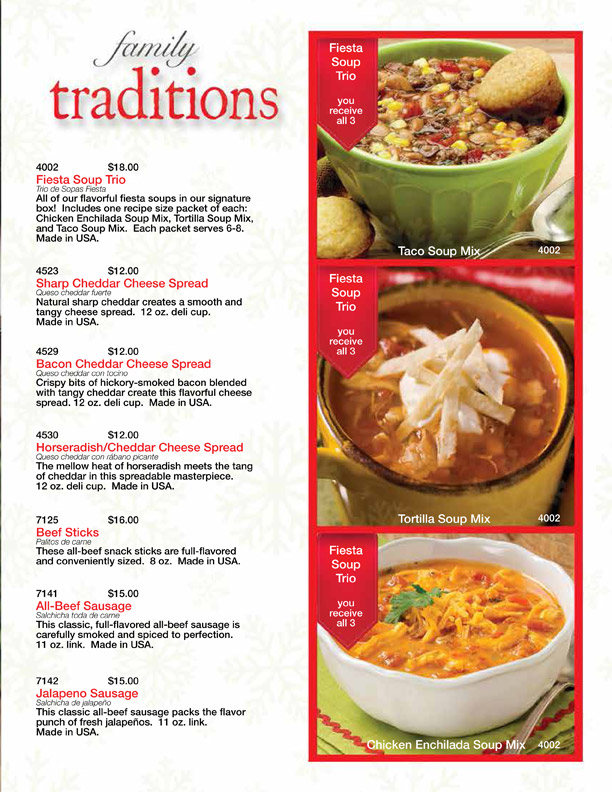 family
traditions
4002 $18.00
Fiesta Soup Trio
Trio de Sopas Fiesta
All of our flavorful fiesta soups in our signature
box! Includes one recipe size packet of each:
Chicken Enchilada Soup Mix, Tortilla Soup Mix,
and Taco Soup Mix. Each packet serves 6-8.
Made in USA.
4523 $12.00
Sharp Cheddar Cheese Spread
Queso cheddar fuerte
Natural sharp cheddar creates a smooth and
tangy cheese spread. 12 oz. deli cup.
Made in USA.
4529 $12.00
Bacon Cheddar Cheese Spread
Queso cheddar con tocino
Crispy bits of hickory-smoked bacon blended
with tangy cheddar create this flavorful cheese
spread. 12 oz. deli cup. Made in USA.
4530 $12.00
Horseradish/Cheddar Cheese Spread
Queso cheddar con rábano picante
The mellow heat of horseradish meets the tang
of cheddar in this spreadable masterpiece.
12 oz. deli cup. Made in USA.
7125 $16.00
Beef Sticks
Palitos de carne
These all-beef snack sticks are full-flavored
and conveniently sized. 8 oz. Made in USA.
7141 $15.00
All-Beef Sausage
Salchicha toda de carne
This classic, full-flavored all-beef sausage is
carefully smoked and spiced to perfection.
11 oz. link. Made in USA.
7142 $15.00
Jalapeno Sausage
Salchicha de jalapeño
This classic all-beef sausage packs the flavor
punch of fresh jalapeños. 11 oz. link.
Made in USA.
Fiesta
Soup
Trio
you
receive
all 3
Taco Soup Mix 4002
Fiesta
Soup
Trio
you
receive
all 3
Tortilla Soup Mix 4002
Fiesta
Soup
Trio
you
receive
all 3
Chicken Enchilada Soup Mix 4002